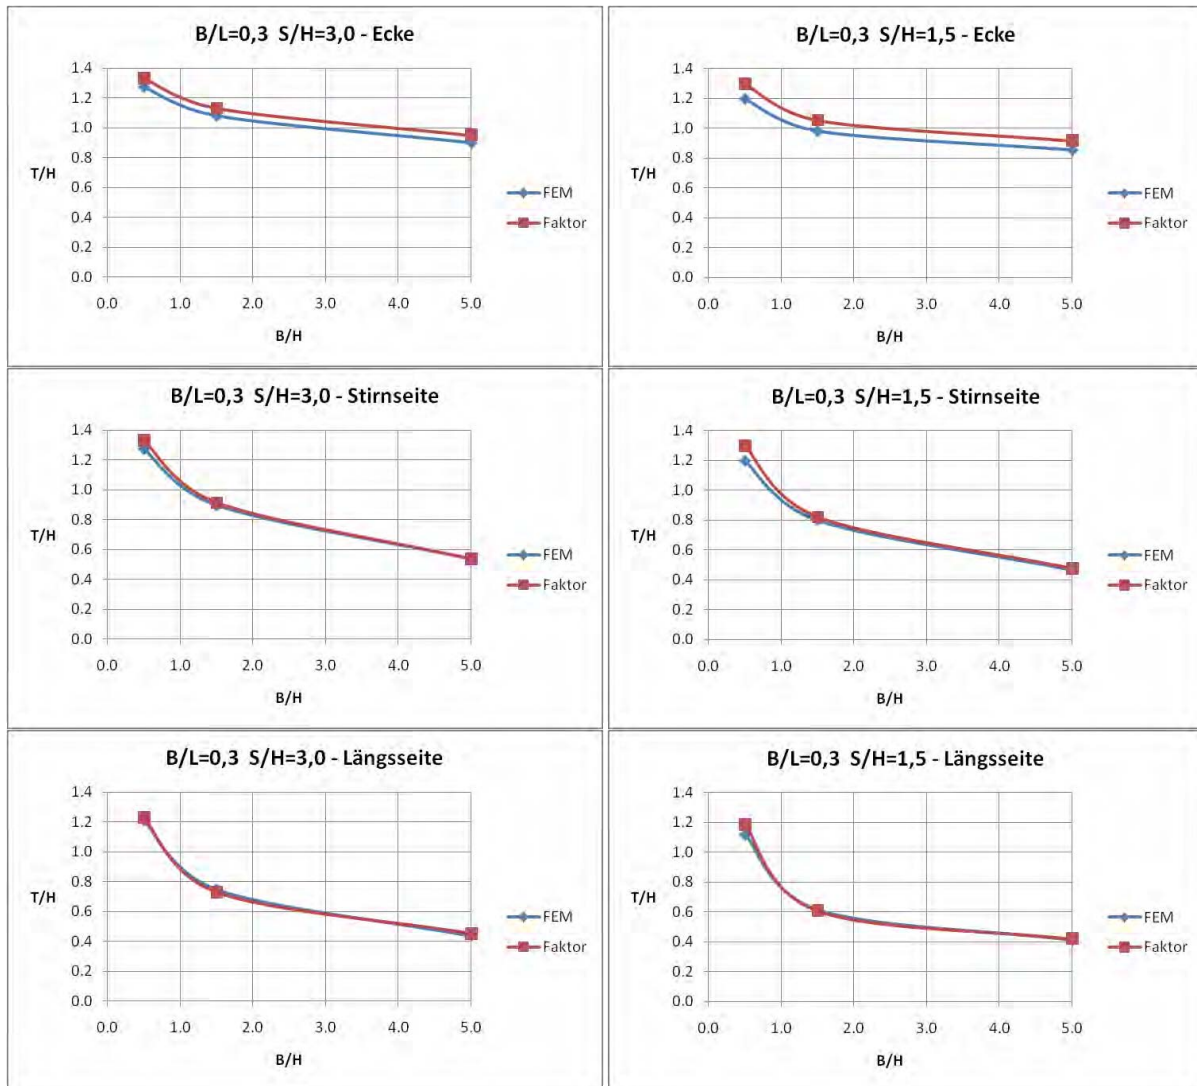 B/L=0,3 S/H=3,0 - Ecke
1.4
1.2
1.0
0.8
0.6
0.4
0.2
0.0
T/H
0.0 1.0 2.0 3.0 4.0 5.0
B/H
FEM
Faktor
B/L=0,3 S/H=1,5 - Ecke
1.4
1.2
1.0
0.8
0.6
0.4
0.2
0.0
T/H
0.0 1.0 2.0 3.0 4.0 5.0
B/H
FEM
Faktor
B/L=0,3 S/H=3,0 - Stirnseite
1.4
1.2
1.0
0.8
0.6
0.4
0.2
0.0
T/H
0.0 1.0 2.0 3.0 4.0 5.0
B/H
FEM
Faktor
B/L=0,3 S/H=1,5 - Stirnseite
1.4
1.2
1.0
0.8
0.6
0.4
0.2
0.0
T/H
0.0 1.0 2.0 3.0 4.0 5.0
B/H
FEM
Faktor
B/L=0,3 S/H=3,0 - Längsseite
1.4
1.2
1.0
0.8
0.6
0.4
0.2
0.0
T/H
0.0 1.0 2.0 3.0 4.0 5.0
B/H
FEM
Faktor
B/L=0,3 S/H=1,5 - Längsseite
1.4
1.2
1.0
0.8
0.6
0.4
0.2
0.0
T/H
0.0 1.0 2.0 3.0 4.0 5.0
B/H
FEM
Faktor